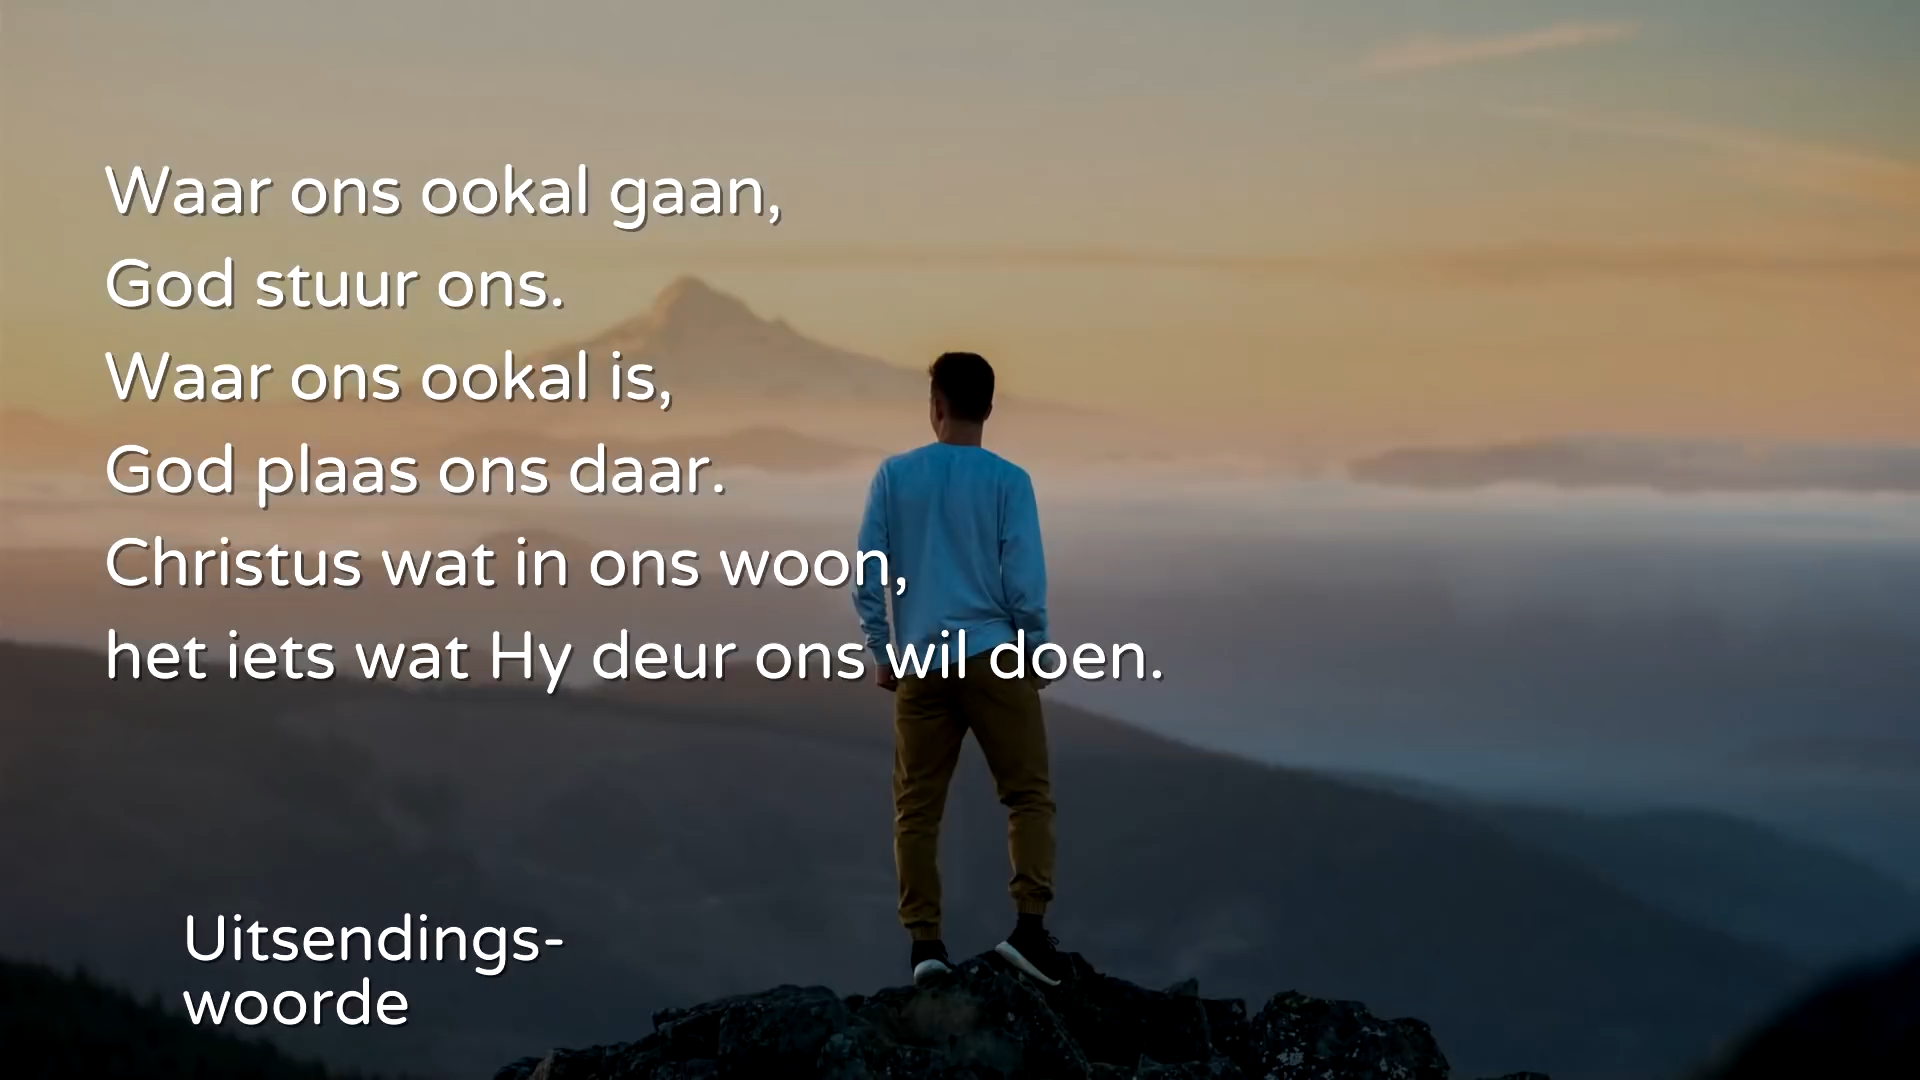 Waar ons ookal gaan,
God stuur ons.
Waar ons ookal is,
God plaas ons daar.
Christus wat in ons woon,
het iets wat Hy deur ons wil doen.
Uitsendings-
woorde